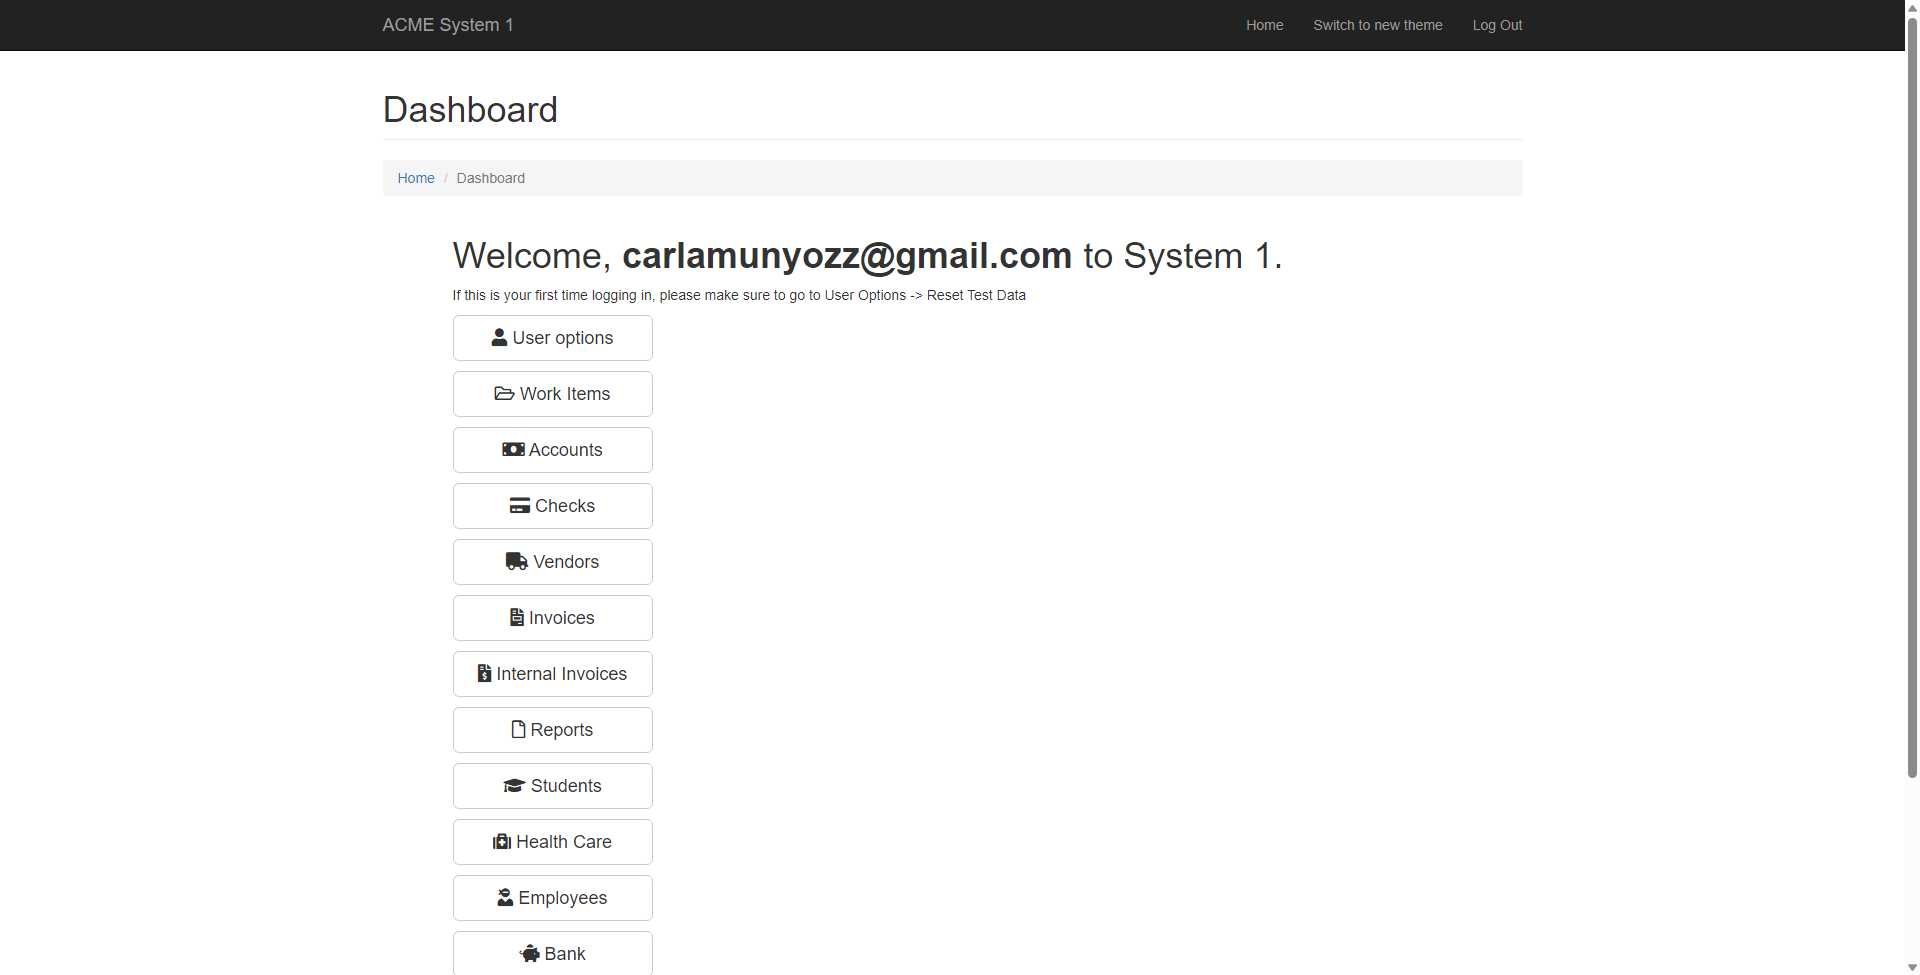 ACME System 1
Home
Switch to new theme
Log Out
Dashboard
Home / Dashboard
Welcome, carlamunyozz@gmail.com to System 1.
If this is your first time logging in, please make sure to go to User Options -> Reset Test Data
User options
Work Items
Accounts
Checks
Vendors
Invoices
Internal Invoices
Reports
Students
Health Care
Employees
Bank